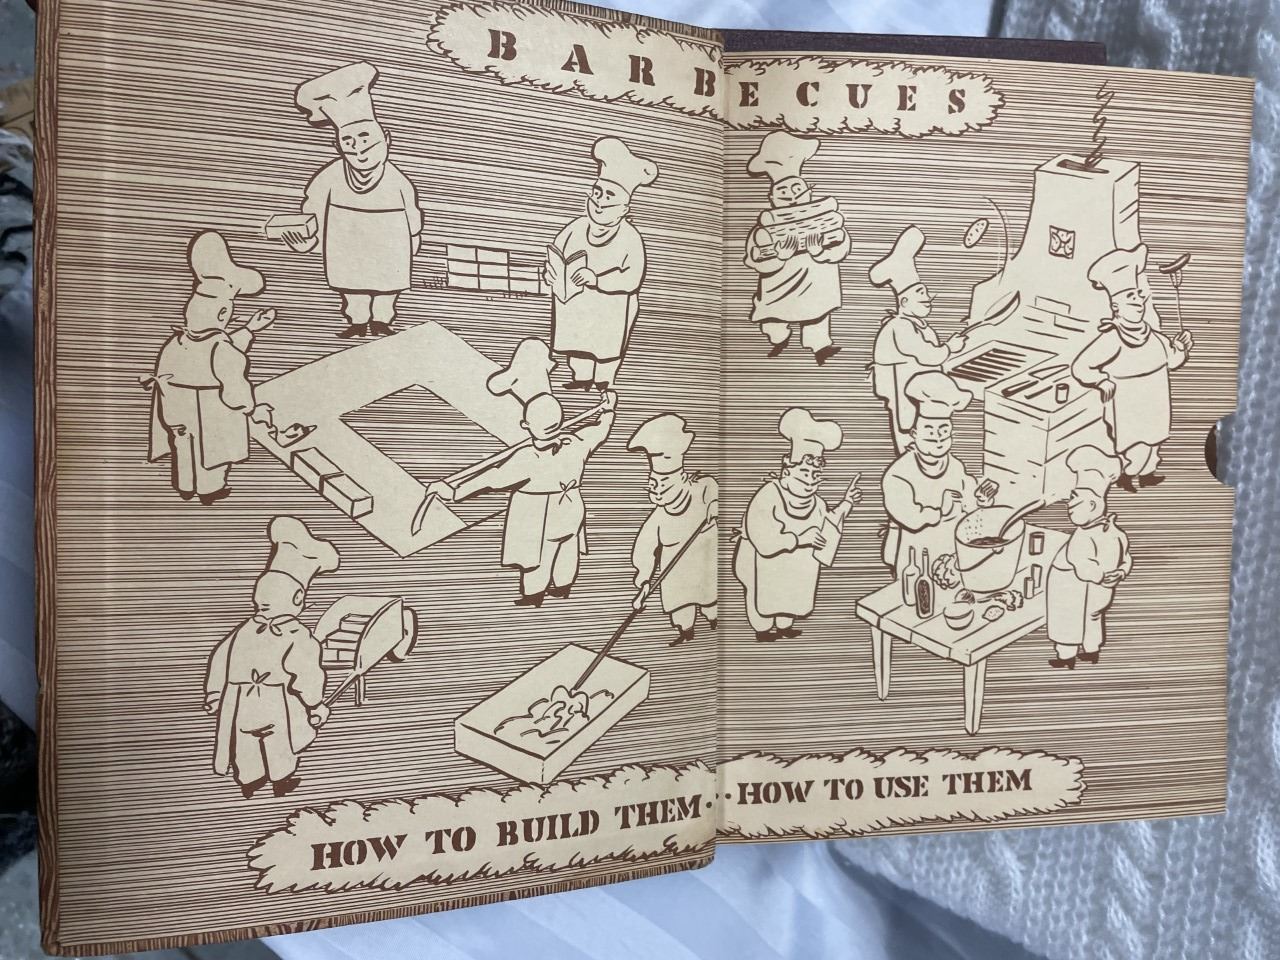 BARBECUES
HOW TO BUILD THEM··HOW TO USE THEM